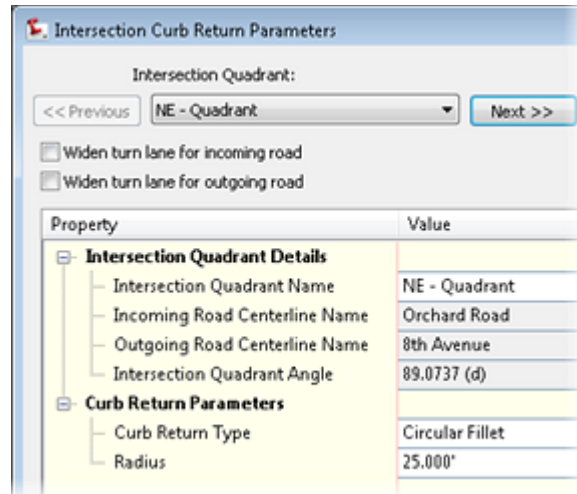 Intersection Curb Return Parameters
Intersection Quadrant:
<< Previous NE - Quadrant Next >>
Widen turn lane for incoming road
Widen turn lane for outgoing road
Property Value
Intersection Quadrant Details
Intersection Quadrant Name NE - Quadrant
Incoming Road Centerline Name Orchard Road
Outgoing Road Centerline Name 8th Avenue
Intersection Quadrant Angle 89.0737 (d)
Curb Return Parameters
Curb Return Type Circular Fillet
Radius 25.000'